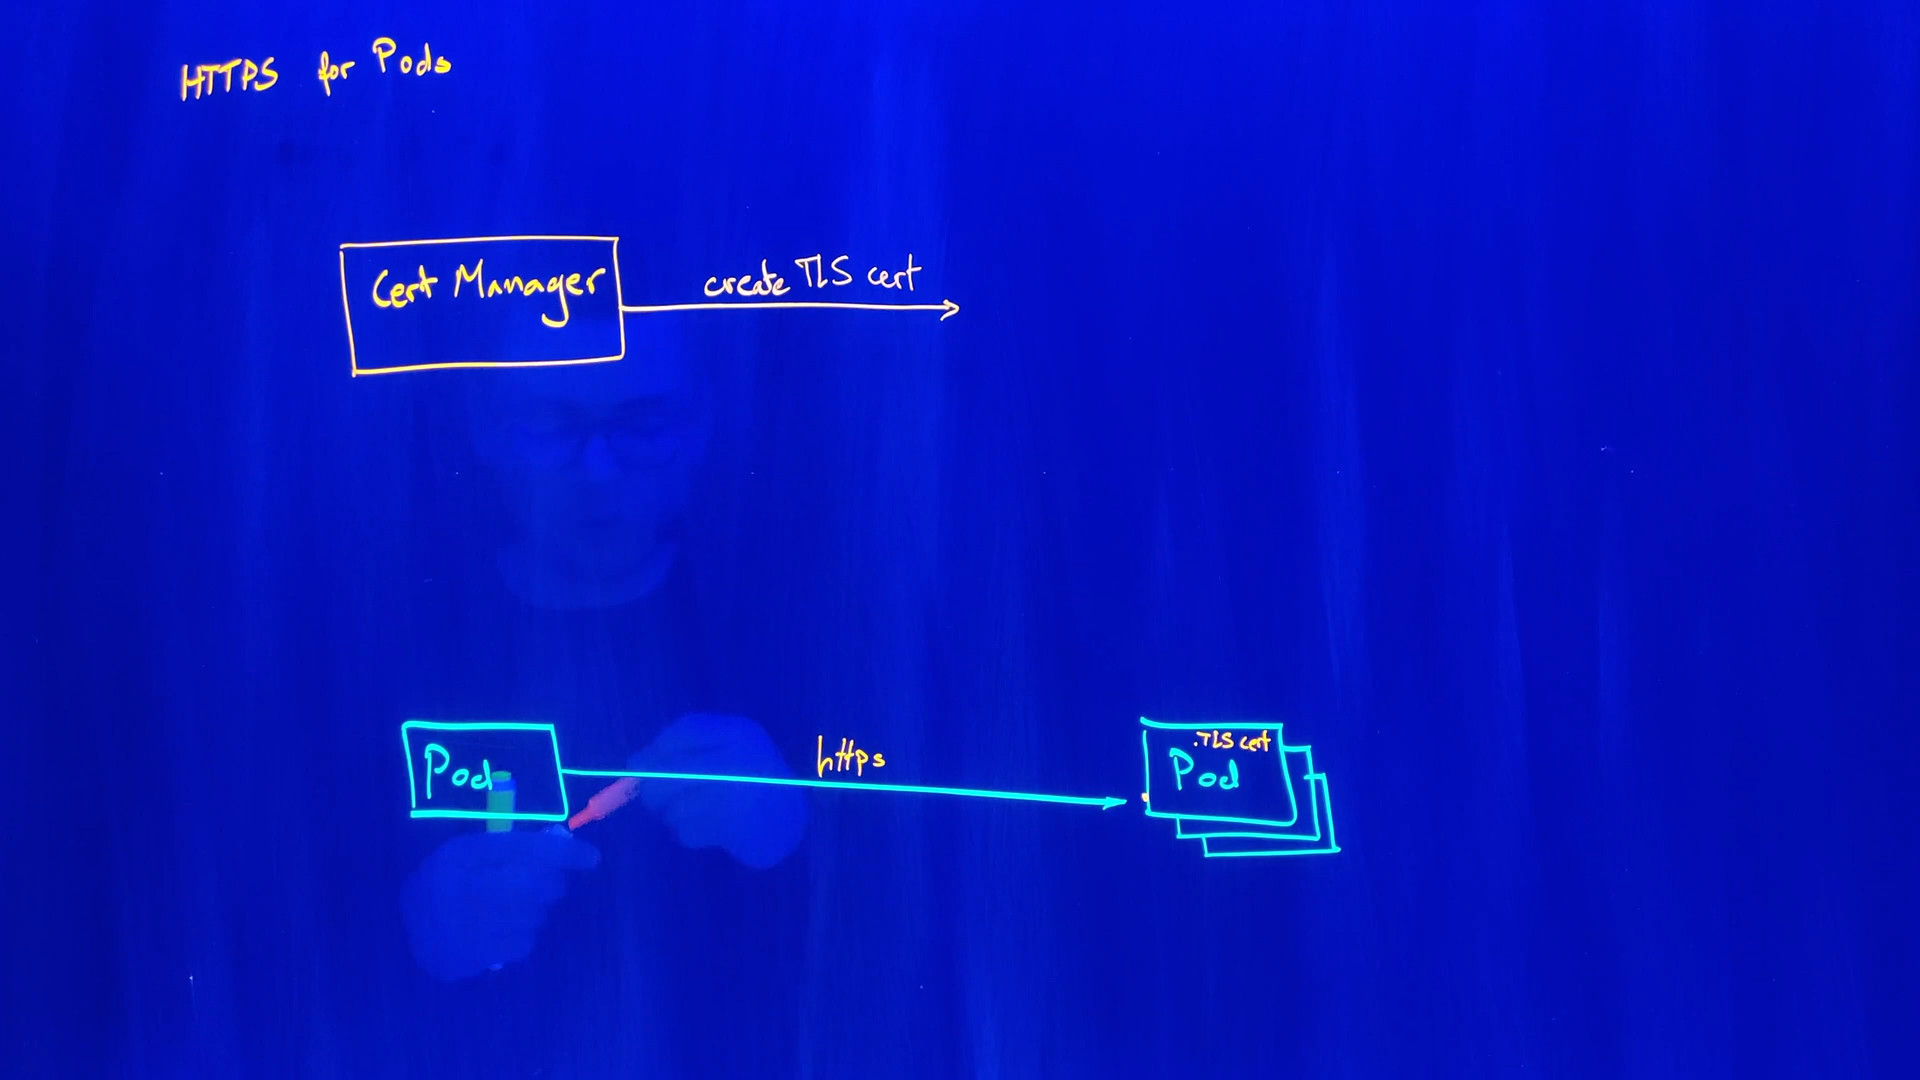 HTTPS for Pods
Cert Manager
create TLS cert
Pod
https
.TLS cert
Pod